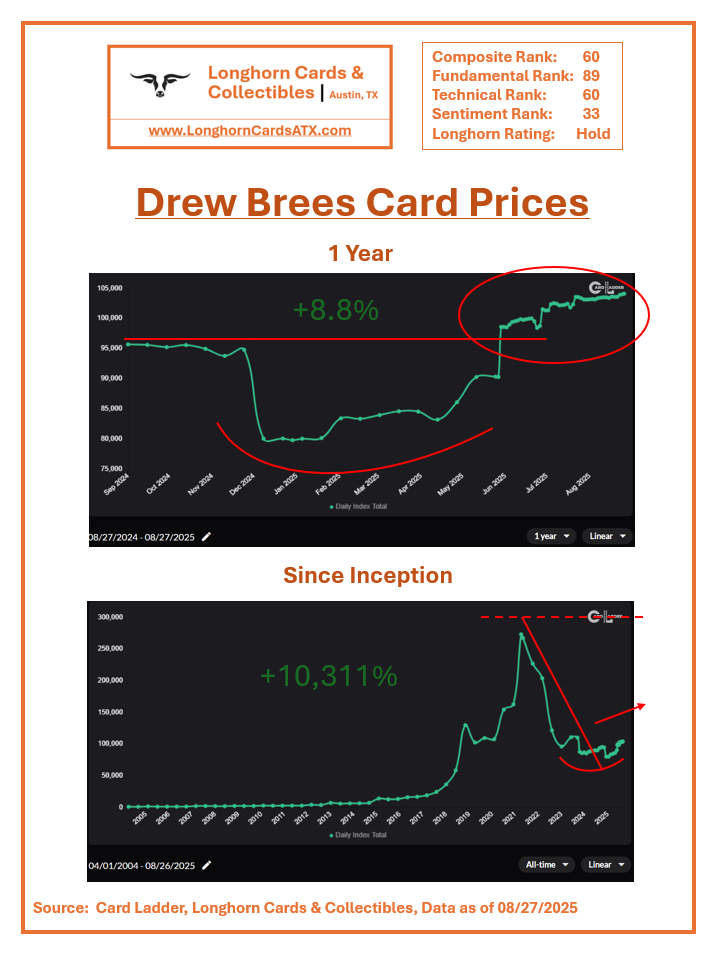 Longhorn Cards &
Collectibles | Austin, TX
www.LonghornCardsATX.com
Composite Rank: 60
Fundamental Rank: 89
Technical Rank: 60
Sentiment Rank: 33
Longhorn Rating: Hold
Drew Brees Card Prices
1 Year
CARD LADDER
+8.8%
105,000
100,000
95,000
90,000
85,000
80,000
75,000
Sep 2024 Oct 2024 Nov 2024 Dec 2024 Jan 2025 Feb 2025 Mar 2025 Apr 2025 May 2025 Jun 2025 Jul 2025 Aug 2025
Daily Index Total
08/27/2024 - 08/27/2025 1 year Linear
Since Inception
CARD LADDER
+10,311%
300,000
250,000
200,000
150,000
100,000
50,000
0
2005 2006 2007 2008 2009 2010 2011 2012 2013 2014 2015 2016 2017 2018 2019 2020 2021 2022 2023 2024 2025
Daily Index Total
04/01/2004 - 08/26/2025 All-time Linear
Source: Card Ladder, Longhorn Cards & Collectibles, Data as of 08/27/2025